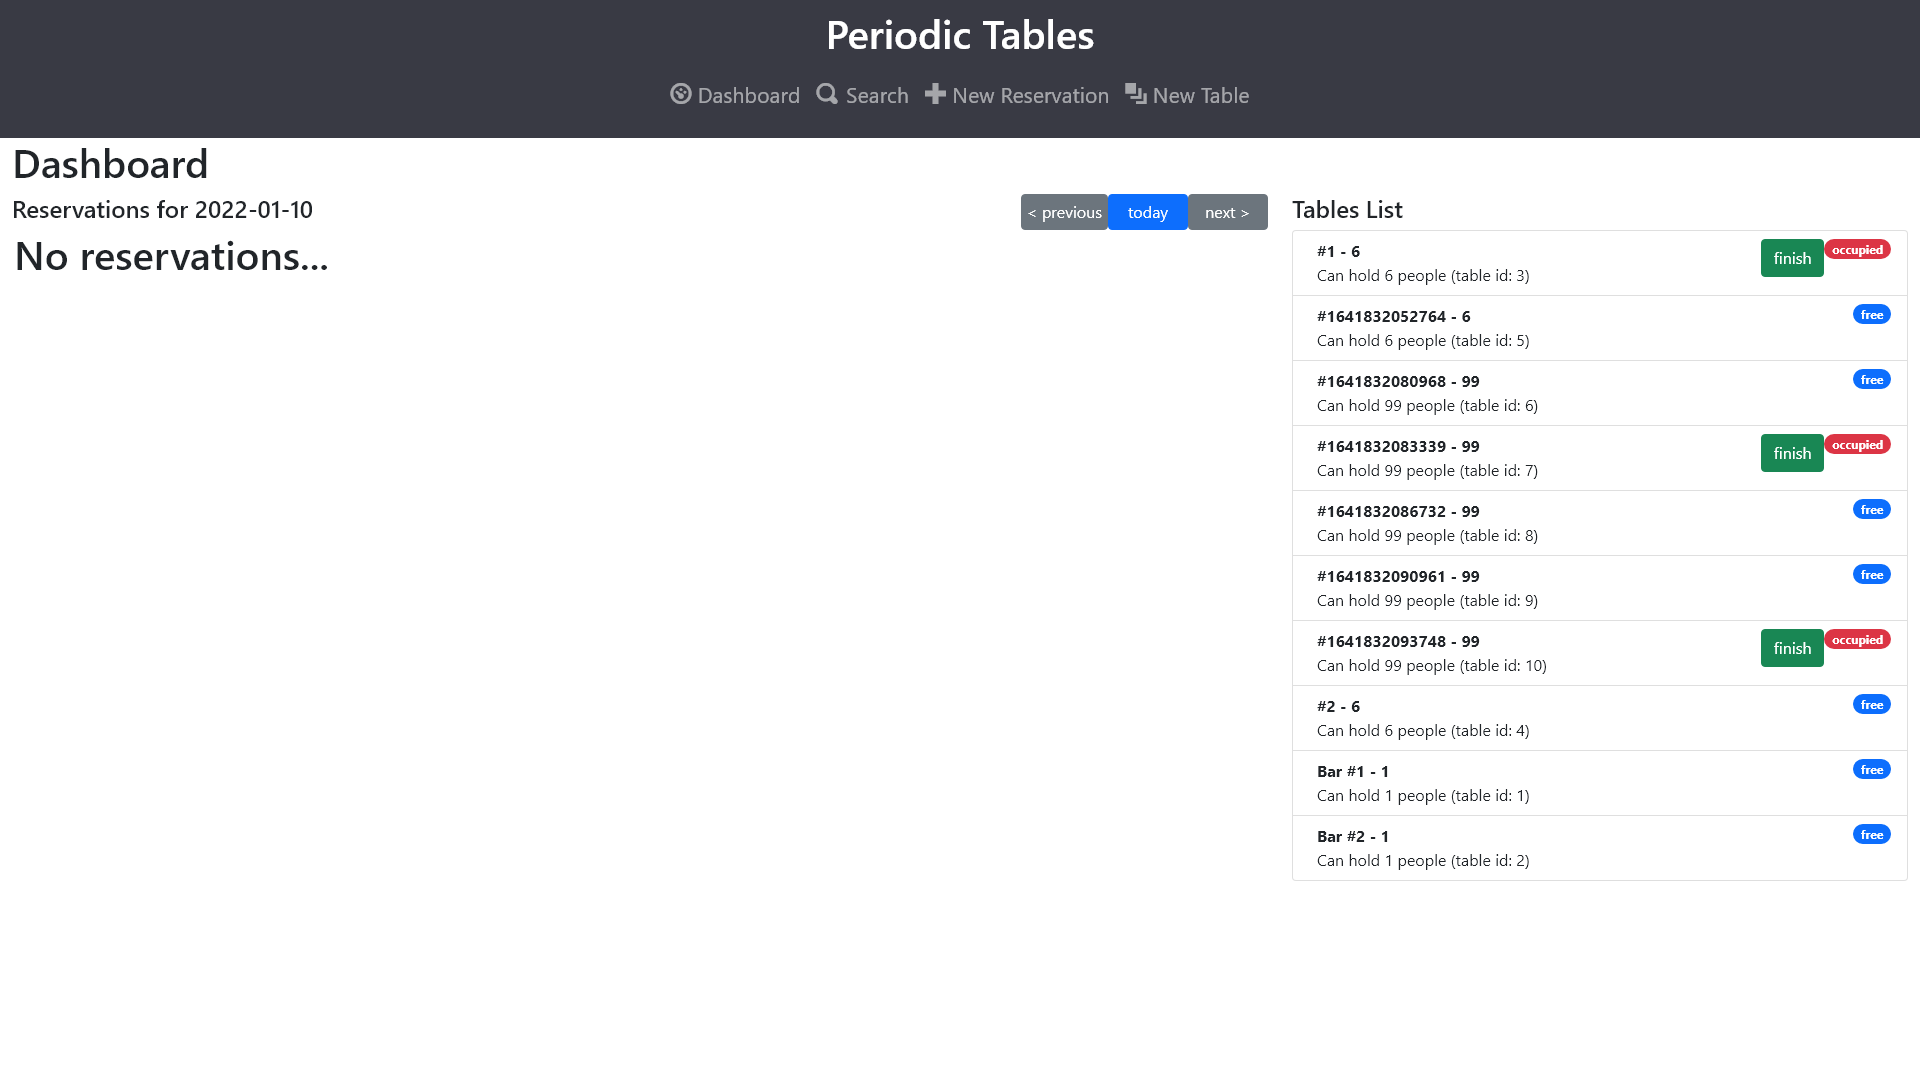 Periodic Tables
Dashboard Search New Reservation New Table
Dashboard
Reservations for 2022-01-10
< previous today next >
No reservations...
Tables List
#1 - 6
finish occupied
Can hold 6 people (table id: 3)
#1641832052764 - 6
free
Can hold 6 people (table id: 5)
#1641832080968 - 99
free
Can hold 99 people (table id: 6)
#1641832083339 - 99
finish occupied
Can hold 99 people (table id: 7)
#1641832086732 - 99
free
Can hold 99 people (table id: 8)
#1641832090961 - 99
free
Can hold 99 people (table id: 9)
#1641832093748 - 99
finish occupied
Can hold 99 people (table id: 10)
#2 - 6
free
Can hold 6 people (table id: 4)
Bar #1 - 1
free
Can hold 1 people (table id: 1)
Bar #2 - 1
free
Can hold 1 people (table id: 2)